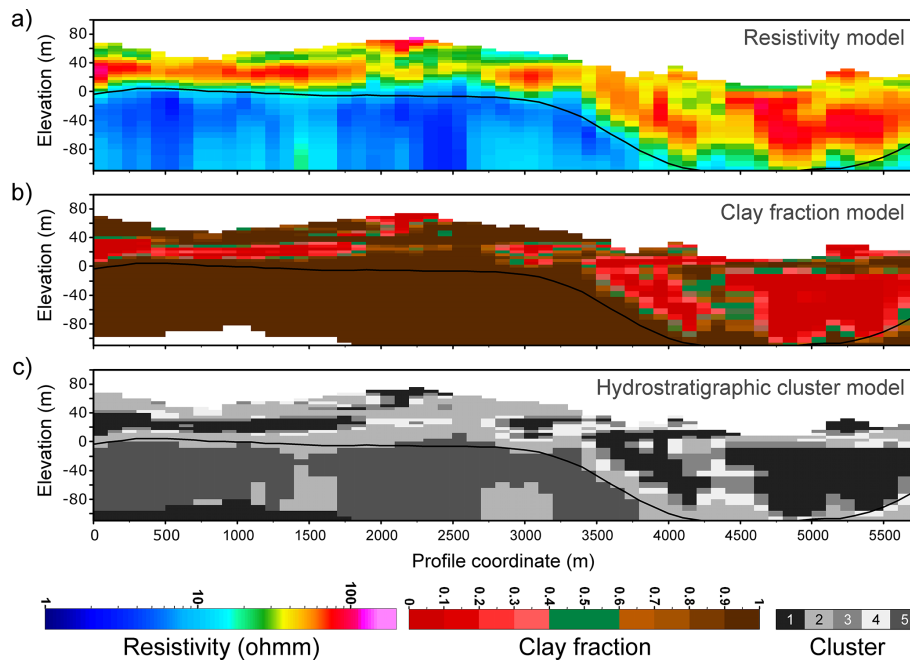 a)
Resistivity model
Elevation (m)
80
40
0
-40
-80
b)
Clay fraction model
Elevation (m)
80
40
0
-40
-80
c)
Hydrostratigraphic cluster model
Elevation (m)
80
40
0
-40
-80
0 500 1000 1500 2000 2500 3000 3500 4000 4500 5000 5500
Profile coordinate (m)
1 10 100
Resistivity (ohmm)
0 0.1 0.2 0.3 0.4 0.5 0.6 0.7 0.8 0.9 1
Clay fraction
1 2 3 4 5
Cluster